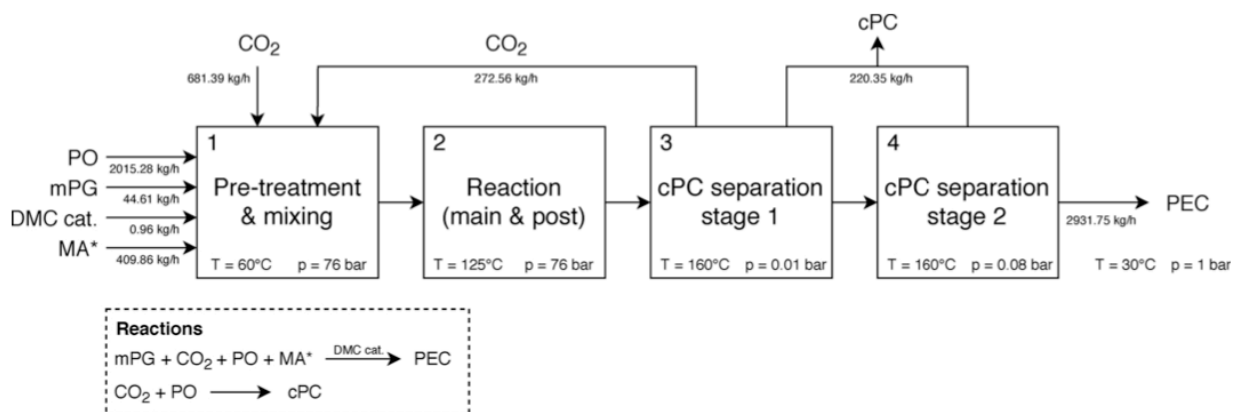 cPC
CO₂
CO₂
681.39 kg/h
272.56 kg/h
220.35 kg/h
PO
2015.28 kg/h
mPG
44.61 kg/h
DMC cat.
0.96 kg/h
MA*
409.86 kg/h
1
Pre-treatment
& mixing
T = 60°C p = 76 bar
2
Reaction
(main & post)
T = 125°C p = 76 bar
3
cPC separation
stage 1
T = 160°C p = 0.01 bar
4
cPC separation
stage 2
T = 160°C p = 0.08 bar
2931.75 kg/h
PEC
T = 30°C p = 1 bar
Reactions
mPG + CO₂ + PO + MA* DMC cat. PEC
CO₂ + PO cPC